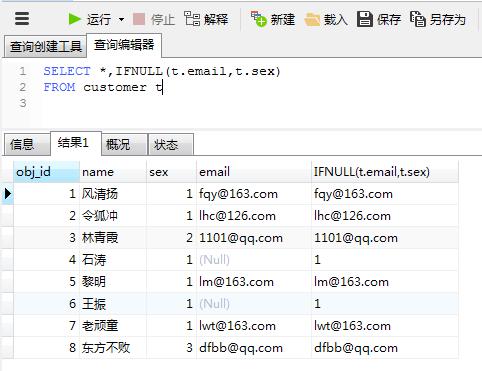 运行 停止 解释 新建 载入 保存 另存为
查询创建工具 查询编辑器
1 SELECT *,IFNULL(t.email,t.sex)
2 FROM customer t
3
信息 结果1 概况 状态
obj_id name sex email IFNULL(t.email,t.sex)
1 风清扬 1 fqy@163.com fqy@163.com
2 令狐冲 1 lhc@126.com lhc@126.com
3 林青霞 2 1101@qq.com 1101@qq.com
4 石涛 1 (Null) 1
5 黎明 1 lm@163.com lm@163.com
6 王振 1 (Null) 1
7 老顽童 1 lwt@163.com lwt@163.com
8 东方不败 3 dfbb@qq.com dfbb@qq.com